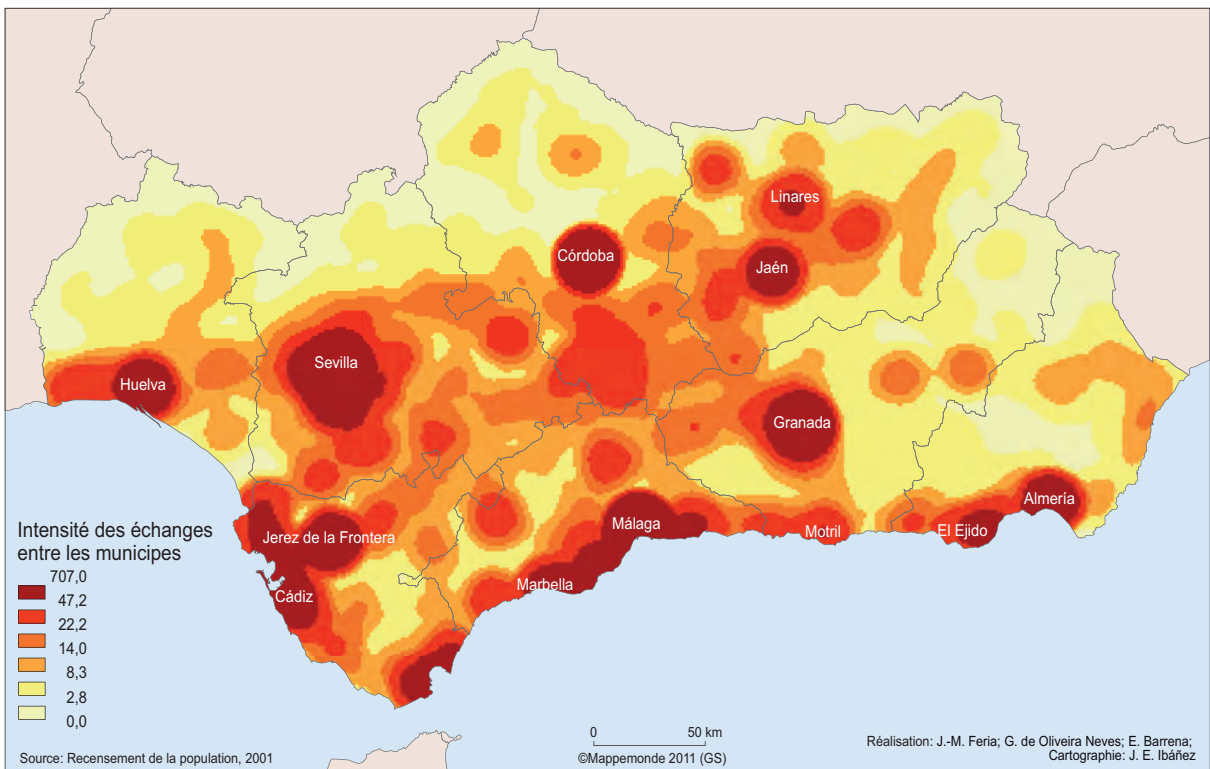 Linares
Córdoba
Jaén
Sevilla
Huelva
Granada
Almería
Málaga
Motril
El Ejido
Jerez de la Frontera
Marbella
Cádiz
Intensité des échanges
entre les municipes
707,0
47,2
22,2
14,0
8,3
2,8
0,0
0 50 km
Source: Recensement de la population, 2001
©Mappemonde 2011 (GS)
Réalisation: J.-M. Feria; G. de Oliveira Neves; E. Barrena;
Cartographie: J. E. Ibáñez